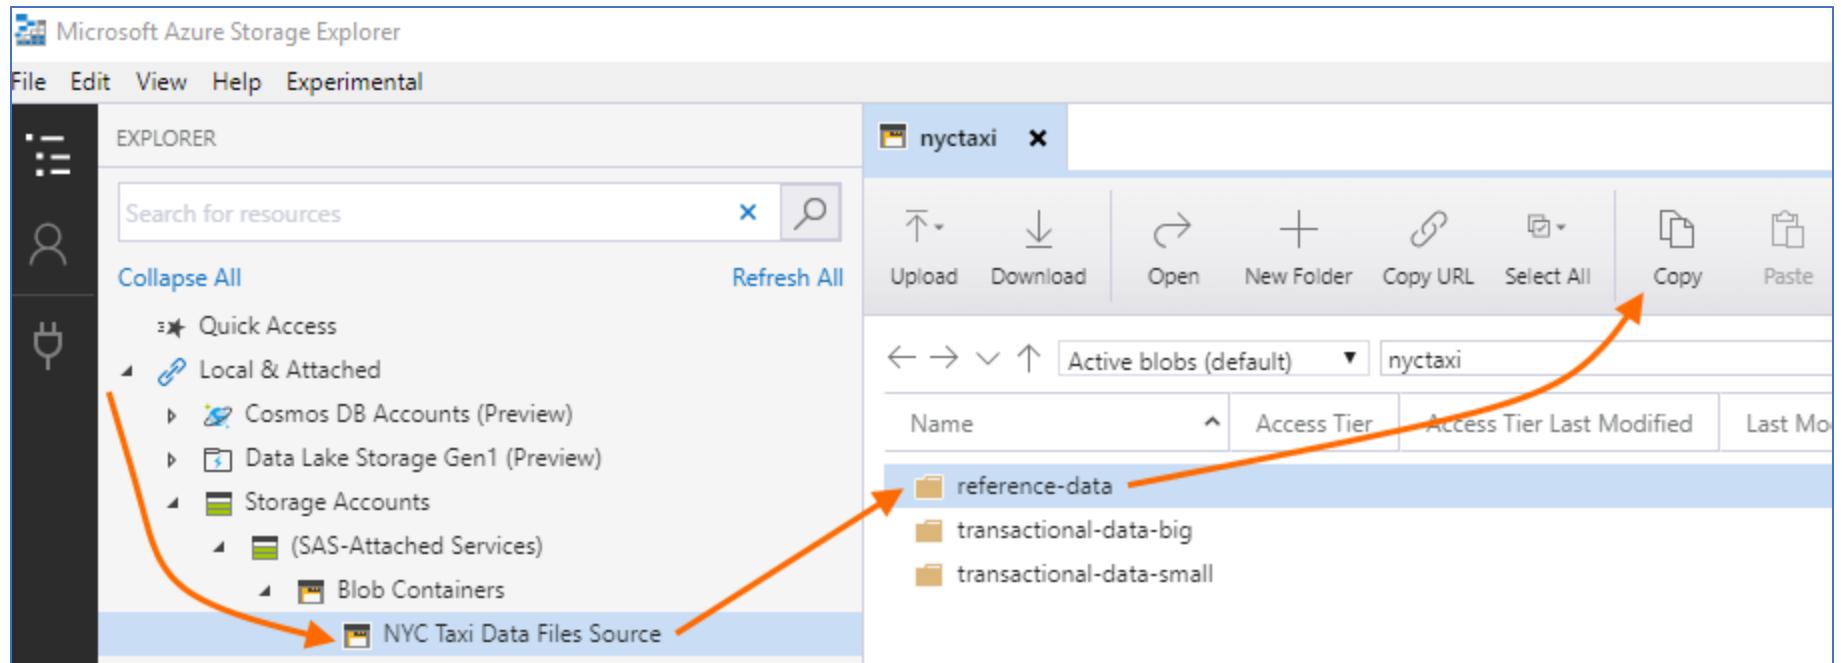 Microsoft Azure Storage Explorer
File Edit View Help Experimental
EXPLORER
Search for resources
Collapse All Refresh All
Quick Access
Local & Attached
Cosmos DB Accounts (Preview)
Data Lake Storage Gen1 (Preview)
Storage Accounts
(SAS-Attached Services)
Blob Containers
NYC Taxi Data Files Source
nyctaxi
Upload Download Open New Folder Copy URL Select All Copy Paste
Active blobs (default) nyctaxi
Name Access Tier Access Tier Last Modified Last Mo
reference-data
transactional-data-big
transactional-data-small